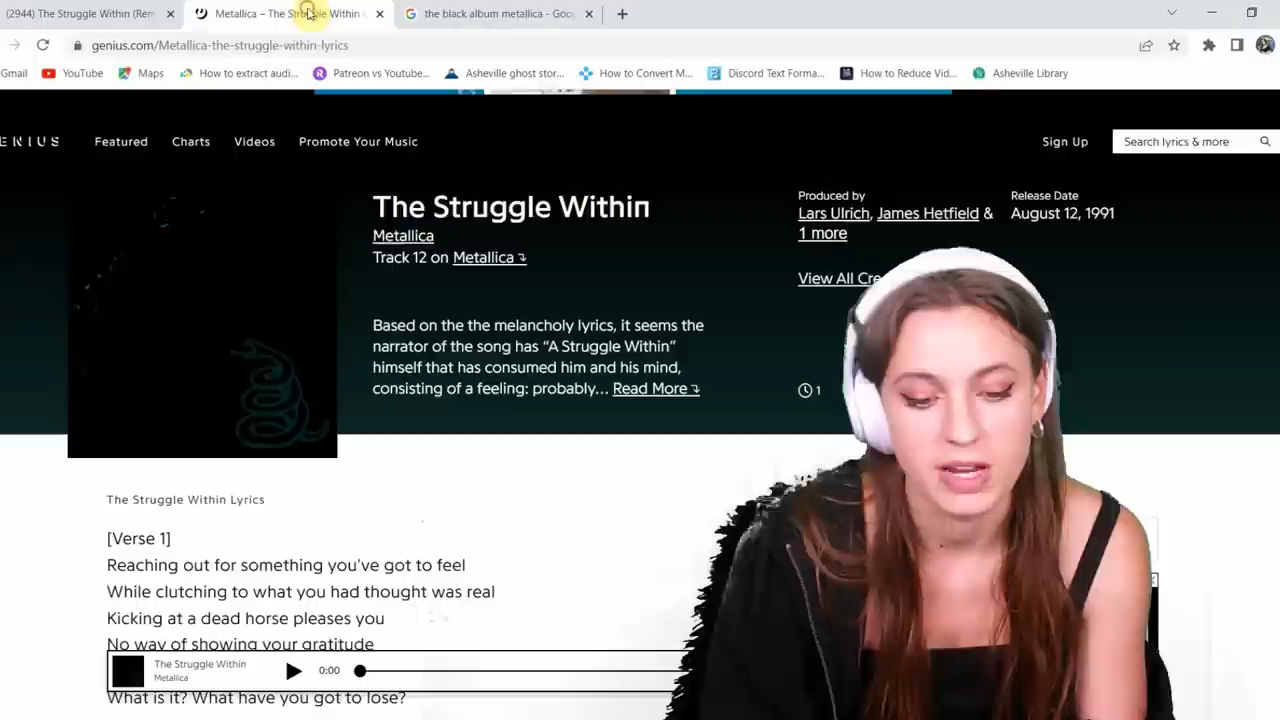 (2944) The Struggle Within (Rem
Metallica – The Struggle Within
the black album metallica - Goo
genius.com/Metallica-the-struggle-within-lyrics
Gmail YouTube Maps How to extract audi... Patreon vs Youtube... Asheville ghost stor... How to Convert M... Discord Text Forma... How to Reduce Vid... Asheville Library
ENIUS Featured Charts Videos Promote Your Music Sign Up Search lyrics & more
The Struggle Within
Metallica
Track 12 on Metallica
Based on the the melancholy lyrics, it seems the
narrator of the song has “A Struggle Within”
himself that has consumed him and his mind,
consisting of a feeling: probably... Read More
Produced by
Lars Ulrich, James Hetfield &
1 more
Release Date
August 12, 1991
View All Cre
1
The Struggle Within Lyrics
[Verse 1]
Reaching out for something you've got to feel
While clutching to what you had thought was real
Kicking at a dead horse pleases you
No way of showing your gratitude
The Struggle Within
Metallica
0:00
What is it? What have you got to lose?